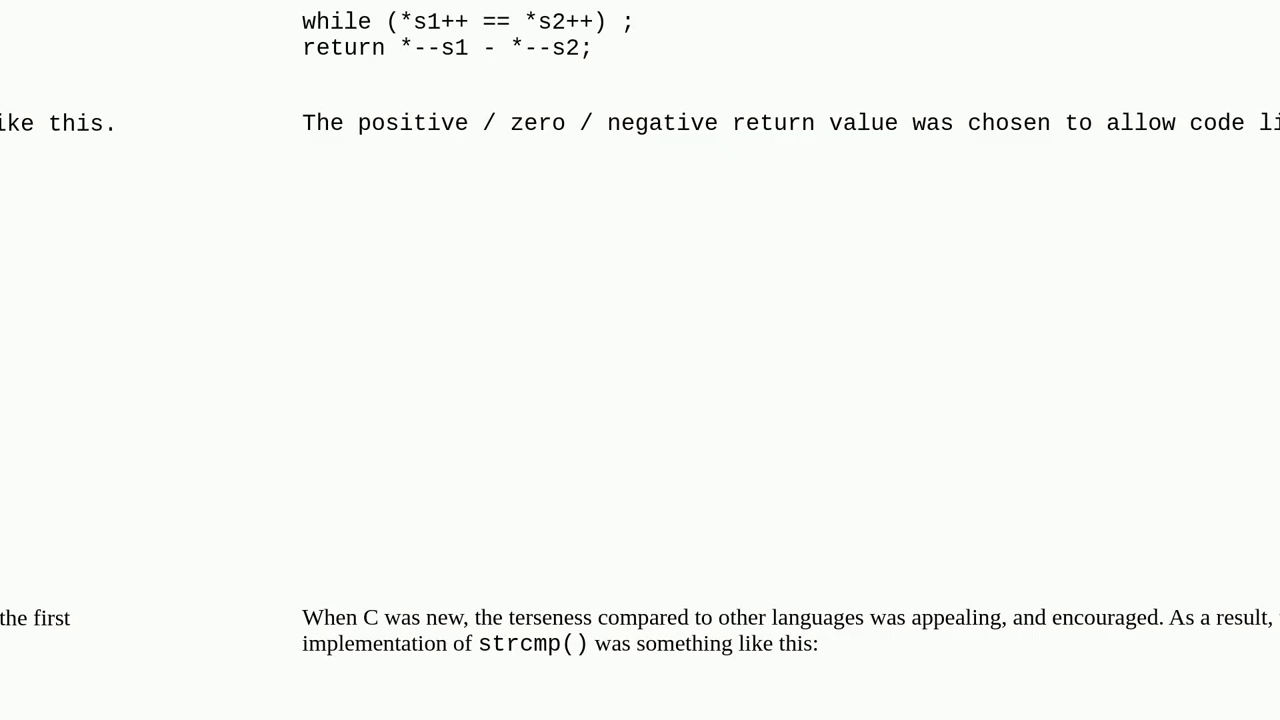 while (*s1++ == *s2++) ;
return *--s1 - *--s2;
ike this.
The positive / zero / negative return value was chosen to allow code li
the first
When C was new, the terseness compared to other languages was appealing, and encouraged. As a result,
implementation of strcmp() was something like this: